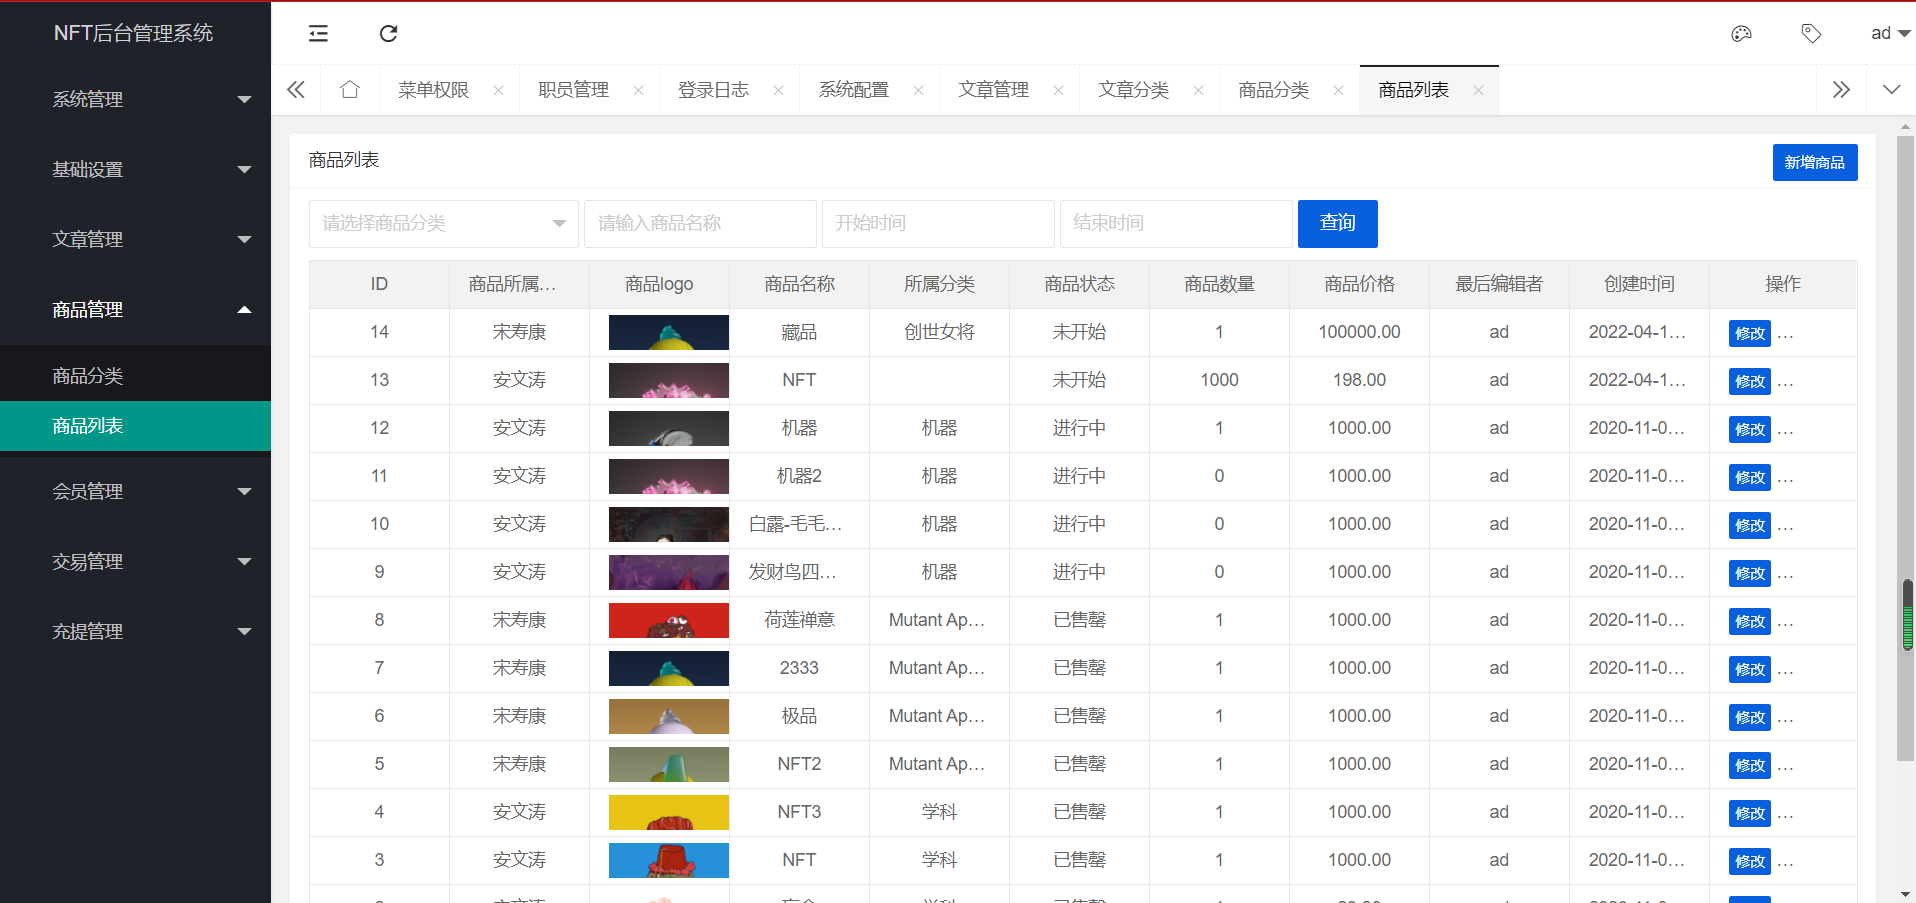 NFT后台管理系统
ad
系统管理
基础设置
文章管理
商品管理
商品分类
商品列表
会员管理
交易管理
充提管理
菜单权限 职员管理 登录日志 系统配置 文章管理 文章分类 商品分类 商品列表
商品列表
新增商品
请选择商品分类 请输入商品名称 开始时间 结束时间 查询
ID 商品所属... 商品logo 商品名称 所属分类 商品状态 商品数量 商品价格 最后编辑者 创建时间 操作
14 宋寿康 藏品 创世女将 未开始 1 100000.00 ad 2022-04-1... 修改 ...
13 安文涛 NFT 未开始 1000 198.00 ad 2022-04-1... 修改 ...
12 安文涛 机器 机器 进行中 1 1000.00 ad 2020-11-0... 修改 ...
11 安文涛 机器2 机器 进行中 0 1000.00 ad 2020-11-0... 修改 ...
10 安文涛 白露-毛毛... 机器 进行中 0 1000.00 ad 2020-11-0... 修改 ...
9 安文涛 发财鸟四... 机器 进行中 0 1000.00 ad 2020-11-0... 修改 ...
8 宋寿康 荷莲禅意 Mutant Ap... 已售罄 1 1000.00 ad 2020-11-0... 修改 ...
7 宋寿康 2333 Mutant Ap... 已售罄 1 1000.00 ad 2020-11-0... 修改 ...
6 宋寿康 极品 Mutant Ap... 已售罄 1 1000.00 ad 2020-11-0... 修改 ...
5 宋寿康 NFT2 Mutant Ap... 已售罄 1 1000.00 ad 2020-11-0... 修改 ...
4 安文涛 NFT3 学科 已售罄 1 1000.00 ad 2020-11-0... 修改 ...
3 安文涛 NFT 学科 已售罄 1 1000.00 ad 2020-11-0... 修改 ...